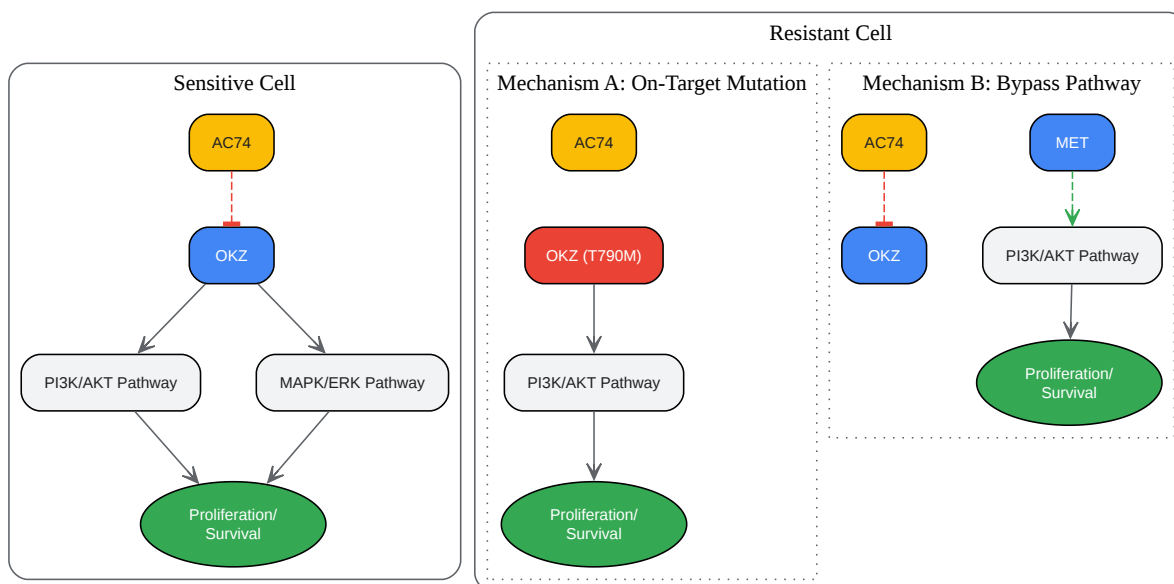 Sensitive Cell
AC74
OKZ
PI3K/AKT Pathway
MAPK/ERK Pathway
Proliferation/
Survival
Resistant Cell
Mechanism A: On-Target Mutation
AC74
OKZ (T790M)
PI3K/AKT Pathway
Proliferation/
Survival
Mechanism B: Bypass Pathway
AC74
MET
OKZ
PI3K/AKT Pathway
Proliferation/
Survival